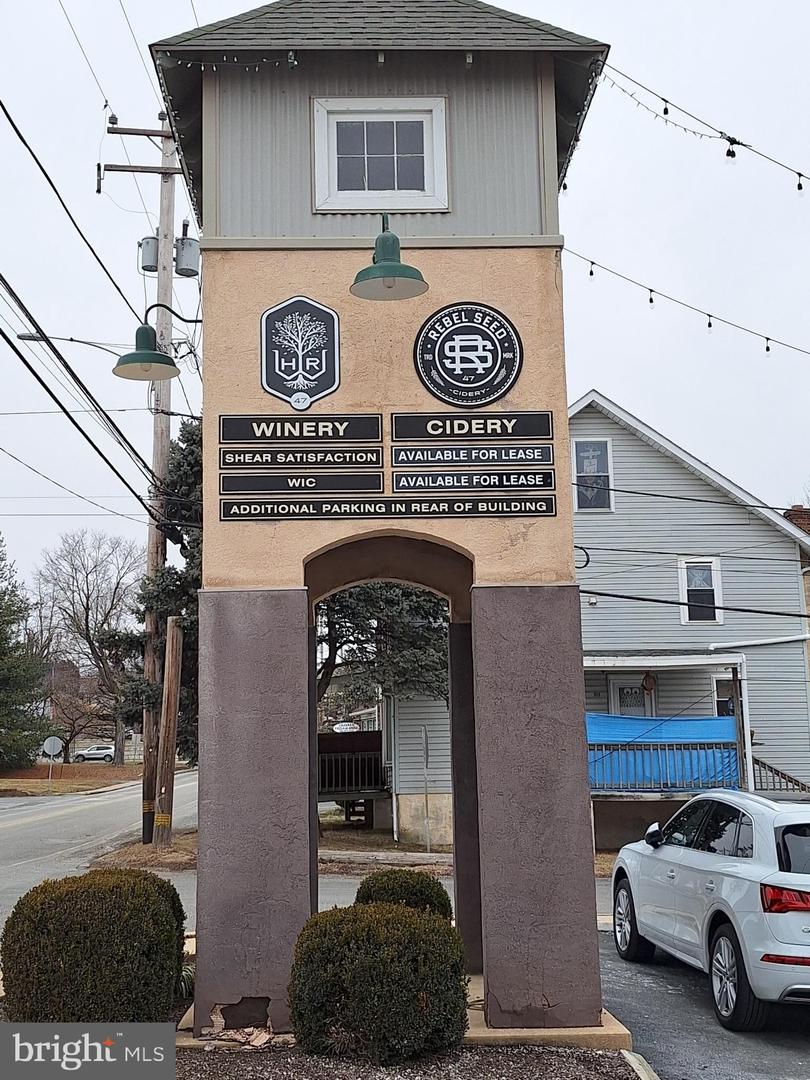 HR
47
REBEL SEED
TRD RS MRK
47
CIDERY
WINERY
CIDERY
SHEAR SATISFACTION
AVAILABLE FOR LEASE
WIC
AVAILABLE FOR LEASE
ADDITIONAL PARKING IN REAR OF BUILDING
bright MLS